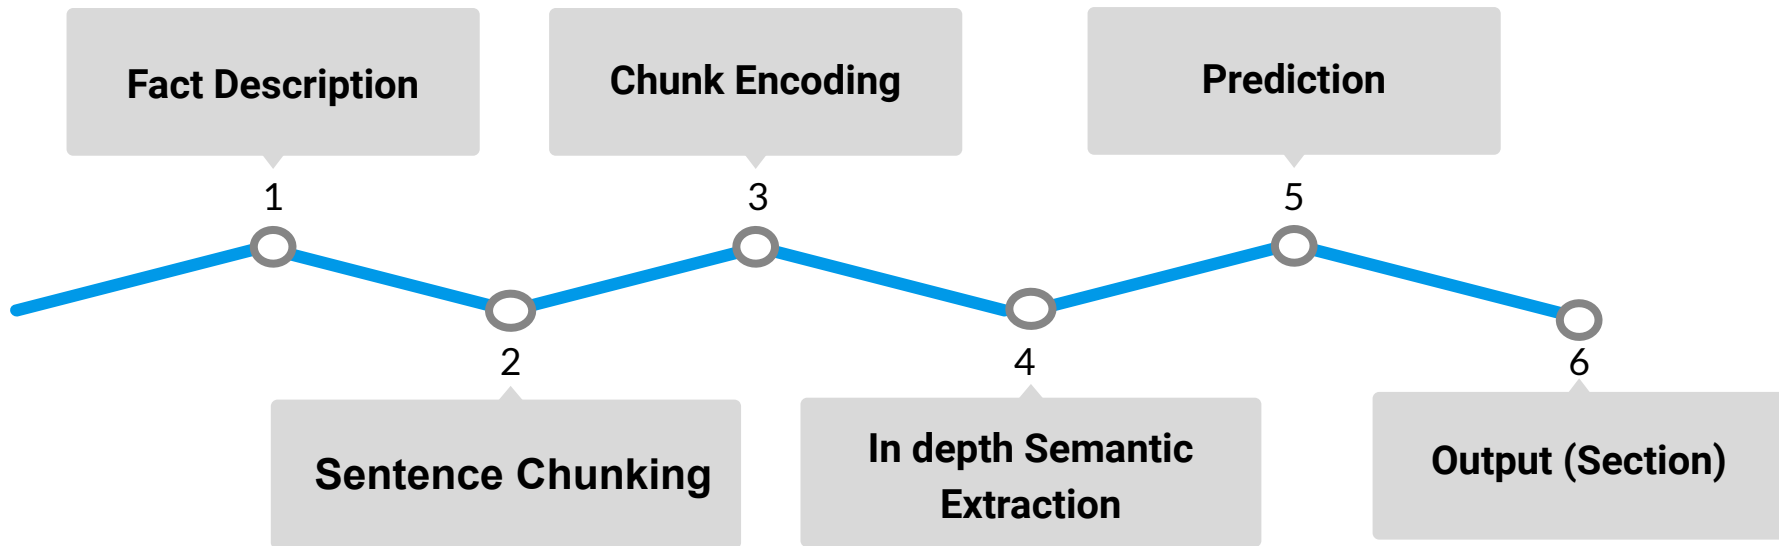 Fact Description
Chunk Encoding
Prediction
1
3
5
2
4
6
Sentence Chunking
In depth Semantic
Extraction
Output (Section)